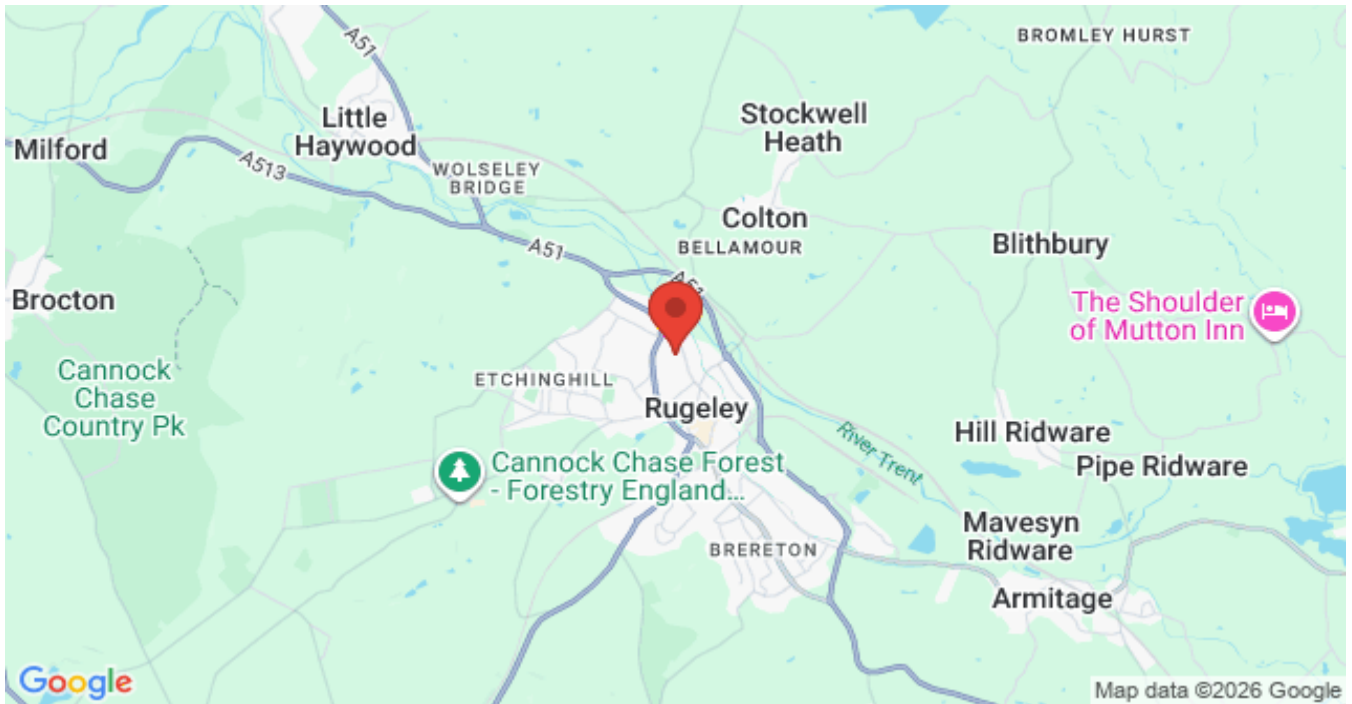 A51
BROMLEY HURST
Little
Haywood
Stockwell
Heath
Milford
A513
WOLSELEY
BRIDGE
Colton
BELLAMOUR
Blithbury
A51
A51
Brocton
The Shoulder
of Mutton Inn
Cannock
Chase
Country Pk
ETCHINGHILL
Rugeley
River Trent
Hill Ridware
Pipe Ridware
Cannock Chase Forest
- Forestry England...
Mavesyn
Ridware
BRERETON
Armitage
Google
Map data ©2026 Google